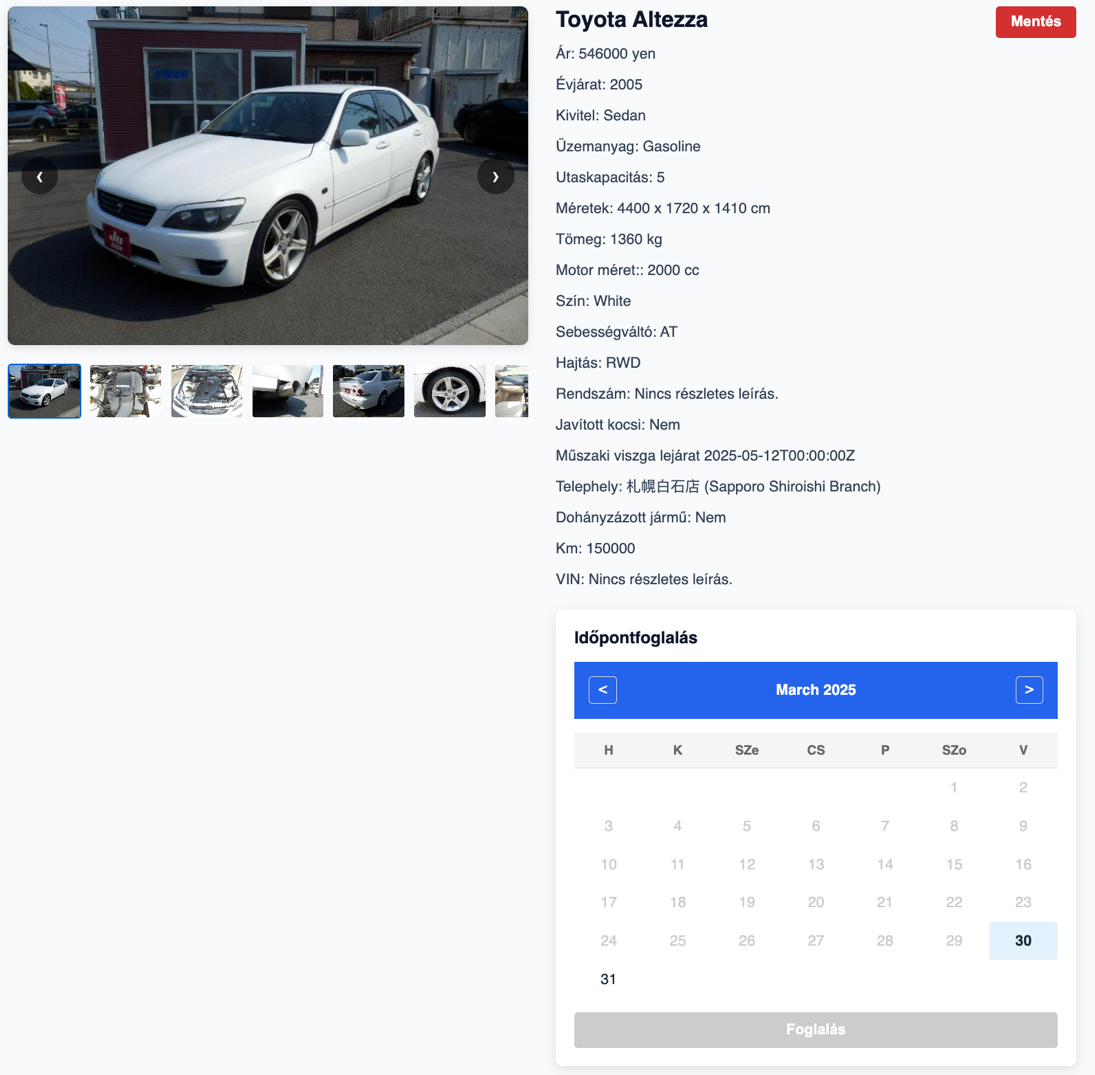 Toyota Altezza
Mentés
Ár: 546000 yen
Évjárat: 2005
Kivitel: Sedan
Üzemanyag: Gasoline
Utaskapacitás: 5
Méretek: 4400 x 1720 x 1410 cm
Tömeg: 1360 kg
Motor méret:: 2000 cc
Szín: White
Sebességváltó: AT
Hajtás: RWD
Rendszám: Nincs részletes leírás.
Javított kocsi: Nem
Műszaki viszga lejárat 2025-05-12T00:00:00Z
Telephely: 札幌白石店 (Sapporo Shiroishi Branch)
Dohányzázott jármű: Nem
Km: 150000
VIN: Nincs részletes leírás.
Időpontfoglalás
< March 2025 >
H K SZe CS P SZo V
1 2
3 4 5 6 7 8 9
10 11 12 13 14 15 16
17 18 19 20 21 22 23
24 25 26 27 28 29 30
31
Foglalás